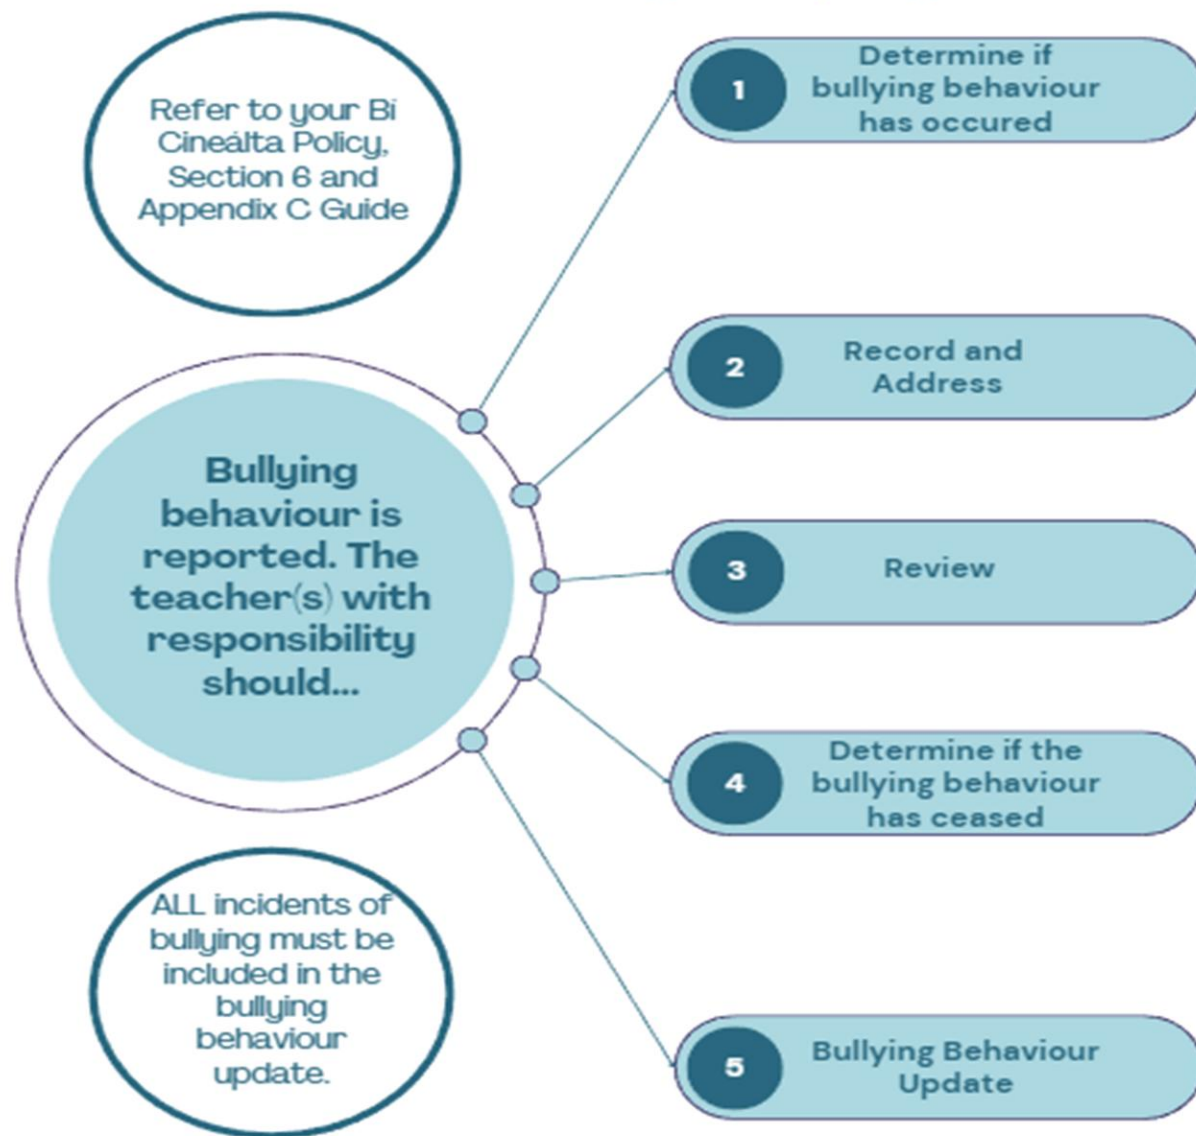 Refer to your Bí
Cineálta Policy,
Section 6 and
Appendix C Guide
Bullying
behaviour is
reported. The
teacher(s) with
responsibility
should...
ALL incidents of
bullying must be
included in the
bullying
behaviour
update.
1
Determine if
bullying behaviour
has occured
2
Record and
Address
3
Review
4
Determine if the
bullying behaviour
has ceased
5
Bullying Behaviour
Update